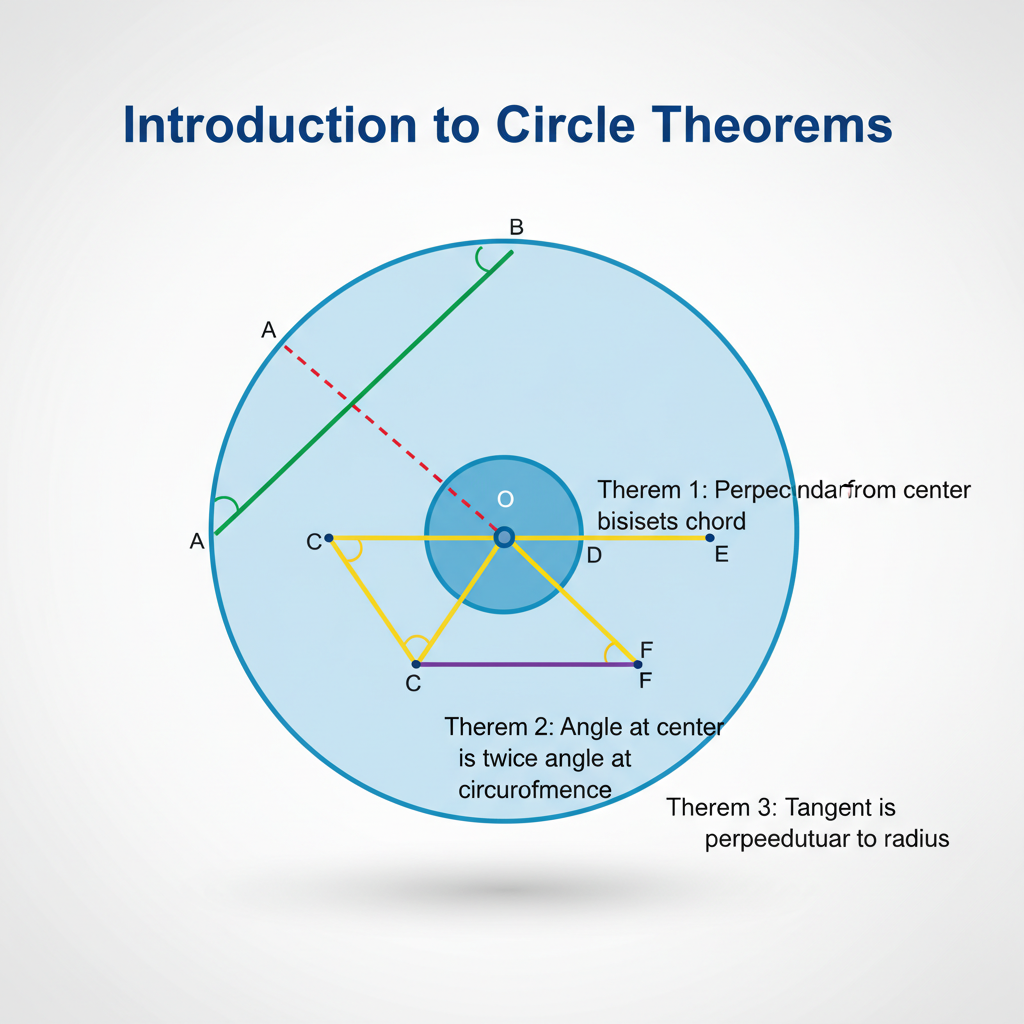 Introduction to Circle Theorems
B
A
O
Therem 1: Perpecindarfrom center
bisisets chord
A
C
D
E
F
C
F
Therem 2: Angle at center
is twice angle at
circurofmence
Therem 3: Tangent is
perpeedutuar to radius